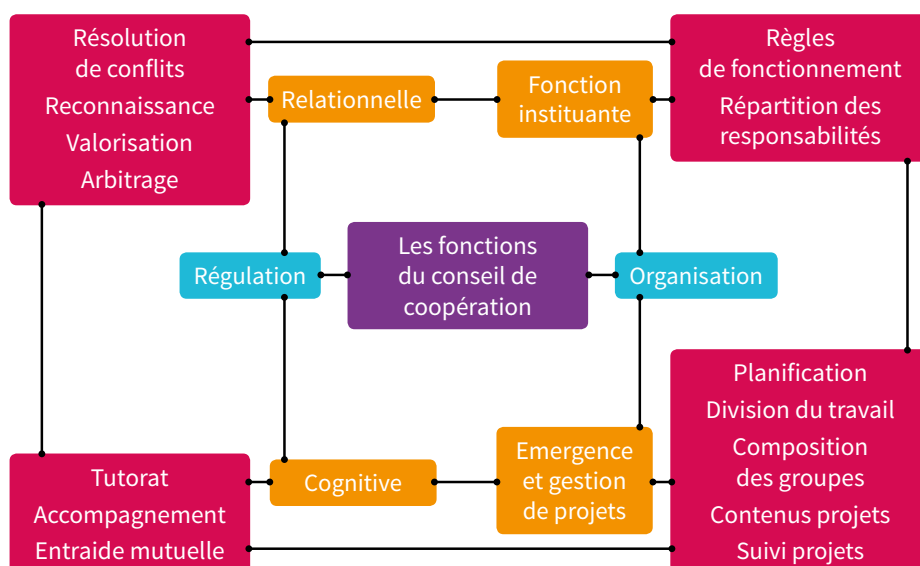 Résolution
de conflits
Reconnaissance
Valorisation
Arbitrage
Relationnelle
Fonction
instituante
Règles
de fonctionnement
Répartition des
responsabilités
Régulation
Les fonctions
du conseil de
coopération
Organisation
Tutorat
Accompagnement
Entraide mutuelle
Cognitive
Emergence
et gestion
de projets
Planification
Division du travail
Composition
des groupes
Contenus projets
Suivi projets